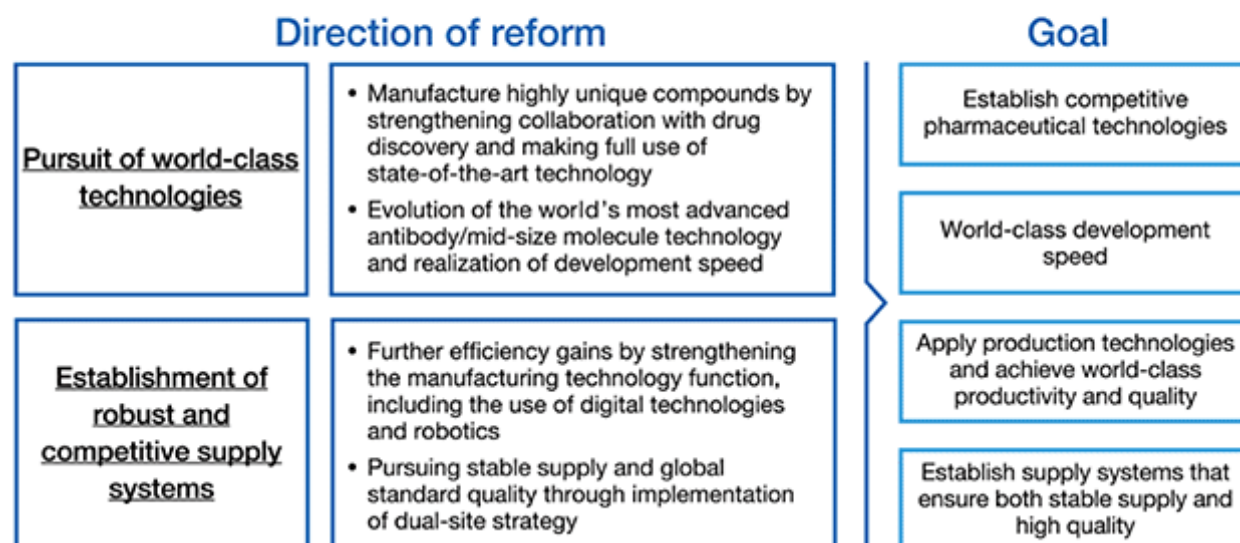 Direction of reform
Goal
Pursuit of world-class
technologies
• Manufacture highly unique compounds by
strengthening collaboration with drug
discovery and making full use of
state-of-the-art technology
• Evolution of the world's most advanced
antibody/mid-size molecule technology
and realization of development speed
Establishment of
robust and
competitive supply
systems
• Further efficiency gains by strengthening
the manufacturing technology function,
including the use of digital technologies
and robotics
• Pursuing stable supply and global
standard quality through implementation
of dual-site strategy
Establish competitive
pharmaceutical technologies
World-class development
speed
Apply production technologies
and achieve world-class
productivity and quality
Establish supply systems that
ensure both stable supply and
high quality